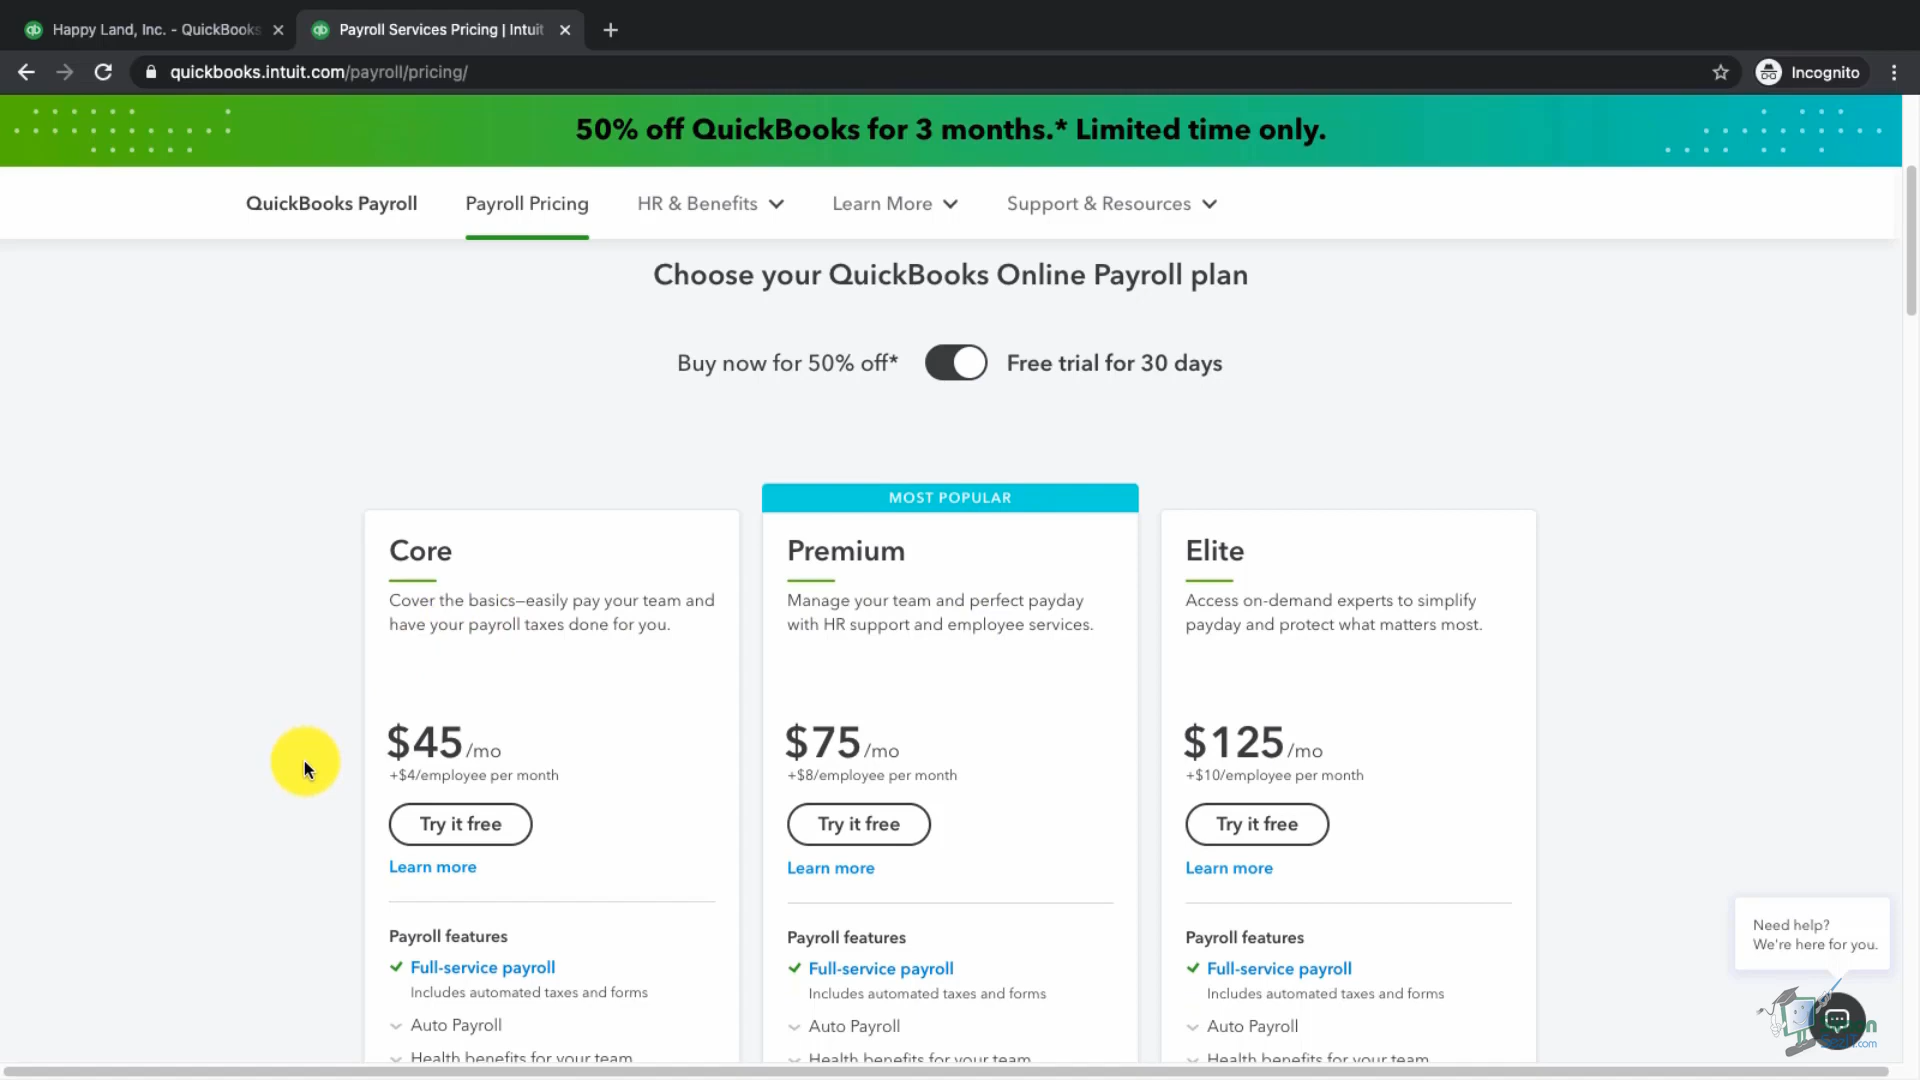 Happy Land, Inc. - QuickBooks
Payroll Services Pricing | Intuit
quickbooks.intuit.com/payroll/pricing/
Incognito
50% off QuickBooks for 3 months.* Limited time only.
QuickBooks Payroll
Payroll Pricing
HR & Benefits
Learn More
Support & Resources
Choose your QuickBooks Online Payroll plan
Buy now for 50% off*
Free trial for 30 days
MOST POPULAR
Core
Cover the basics—easily pay your team and
have your payroll taxes done for you.
$45/mo
+$4/employee per month
Try it free
Learn more
Payroll features
Full-service payroll
Includes automated taxes and forms
Auto Payroll
Health benefits for your team
Premium
Manage your team and perfect payday
with HR support and employee services.
$75/mo
+$8/employee per month
Try it free
Learn more
Payroll features
Full-service payroll
Includes automated taxes and forms
Auto Payroll
Health benefits for your team
Elite
Access on-demand experts to simplify
payday and protect what matters most.
$125/mo
+$10/employee per month
Try it free
Learn more
Payroll features
Full-service payroll
Includes automated taxes and forms
Auto Payroll
Health benefits for your team
Need help?
We're here for you.